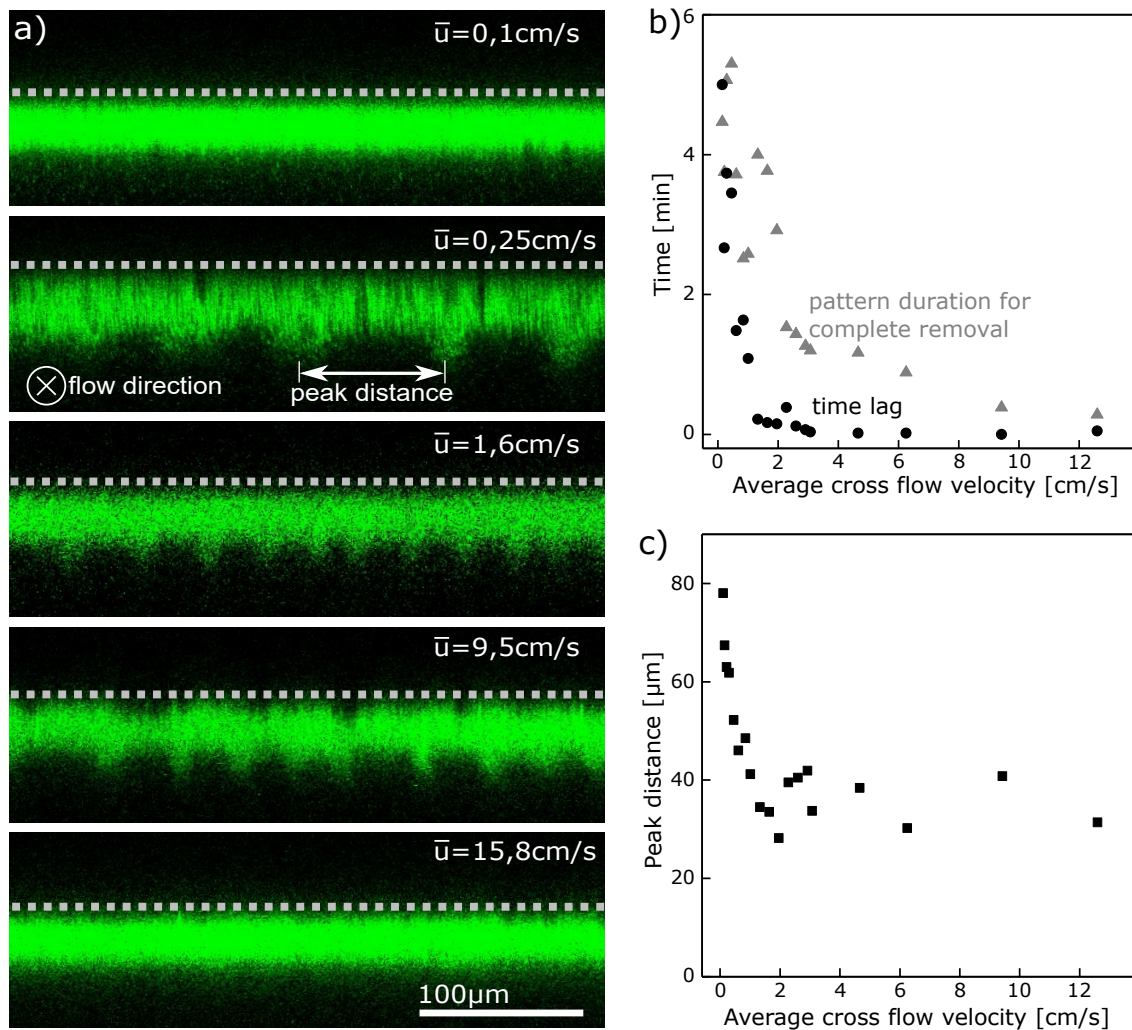 a)
u̅=0,1cm/s
u̅=0,25cm/s
flow direction
peak distance
u̅=1,6cm/s
u̅=9,5cm/s
u̅=15,8cm/s
100µm
b)
6
4
2
0
Time [min]
pattern duration for
complete removal
time lag
0 2 4 6 8 10 12
Average cross flow velocity [cm/s]
c)
80
60
40
20
0
Peak distance [µm]
0 2 4 6 8 10 12
Average cross flow velocity [cm/s]